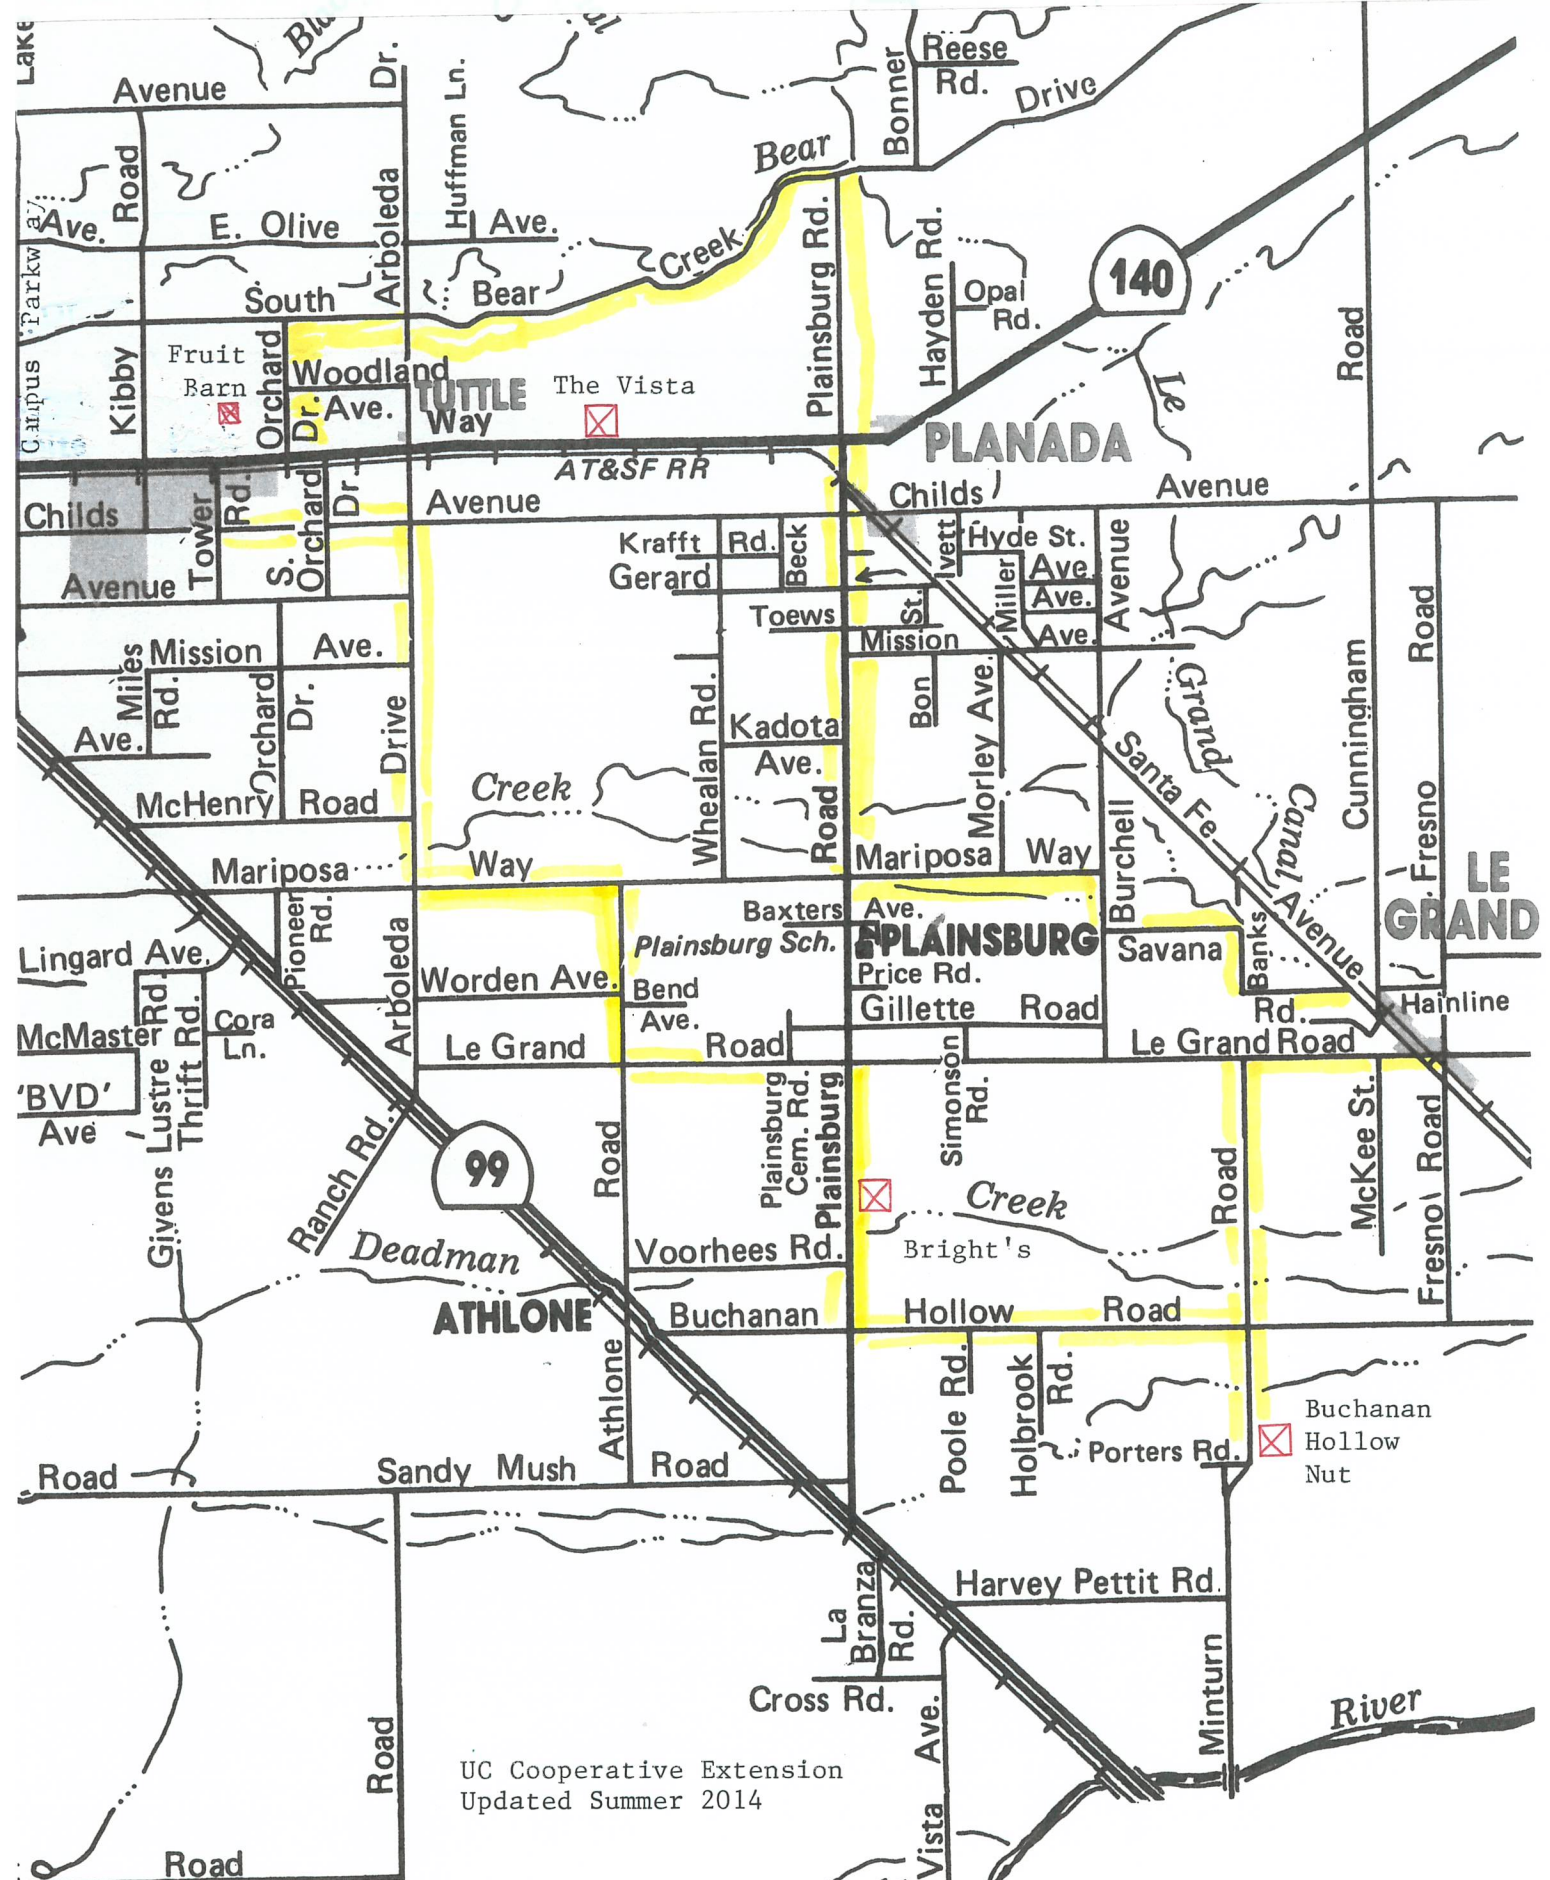 Lake
Avenue
Dr.
Huffman Ln.
Bonner
Reese
Rd.
Drive
Bear
Road
Arboleda
Campus Parkway
Ave.
E. Olive
Ave.
Creek
Plainsburg Rd.
Hayden Rd.
140
South
Bear
Opal
Rd.
Road
Kibby
Fruit
Barn
Orchard
Dr.
Woodland
Ave.
TUTTLE
Way
The Vista
Le
PLANADA
AT&SF RR
Childs
Tower
Rd.
S. Orchard
Dr.
Avenue
Childs
Avenue
Krafft Rd.
Beck
Ivett
Hyde St.
Avenue
Gerard
Miller
Ave.
Avenue
Toews
St.
Ave.
Mission
Ave.
Road
Miles
Rd.
Mission Ave.
Orchard
Dr.
Drive
Whealan Rd.
Bon
Morley Ave.
Grand
Cunningham
Ave.
Kadota
Ave.
Santa Fe
Canal
McHenry Road
Creek
Road
Burchell
Fresno
Mariposa Way
Mariposa Way
LE
GRAND
Pioneer
Rd.
Baxters Ave.
Avenue
Banks
Lingard Ave.
Arboleda
Plainsburg Sch.
PLAINSBURG
Savana
Worden Ave.
Bend
Ave.
Price Rd.
Rd.
Hainline
McMaster
Rd.
Cora
Ln.
Gillette Road
Le Grand Road
Le Grand Road
'BVD'
Ave
Givens Lustre
Thrift Rd.
Plainsburg
Cem. Rd.
Plainsburg
Simonson
Rd.
McKee St.
Fresno Road
Ranch Rd.
99
Road
Road
Creek
Deadman
Voorhees Rd.
Bright's
ATHLONE
Buchanan Hollow Road
Athlone
Poole Rd.
Holbrook
Rd.
Porters Rd.
Buchanan
Hollow
Nut
Road
Sandy Mush Road
La
Branza
Rd.
Harvey Pettit Rd.
Cross Rd.
Minturn
River
Road
Vista Ave.
UC Cooperative Extension
Updated Summer 2014
Road